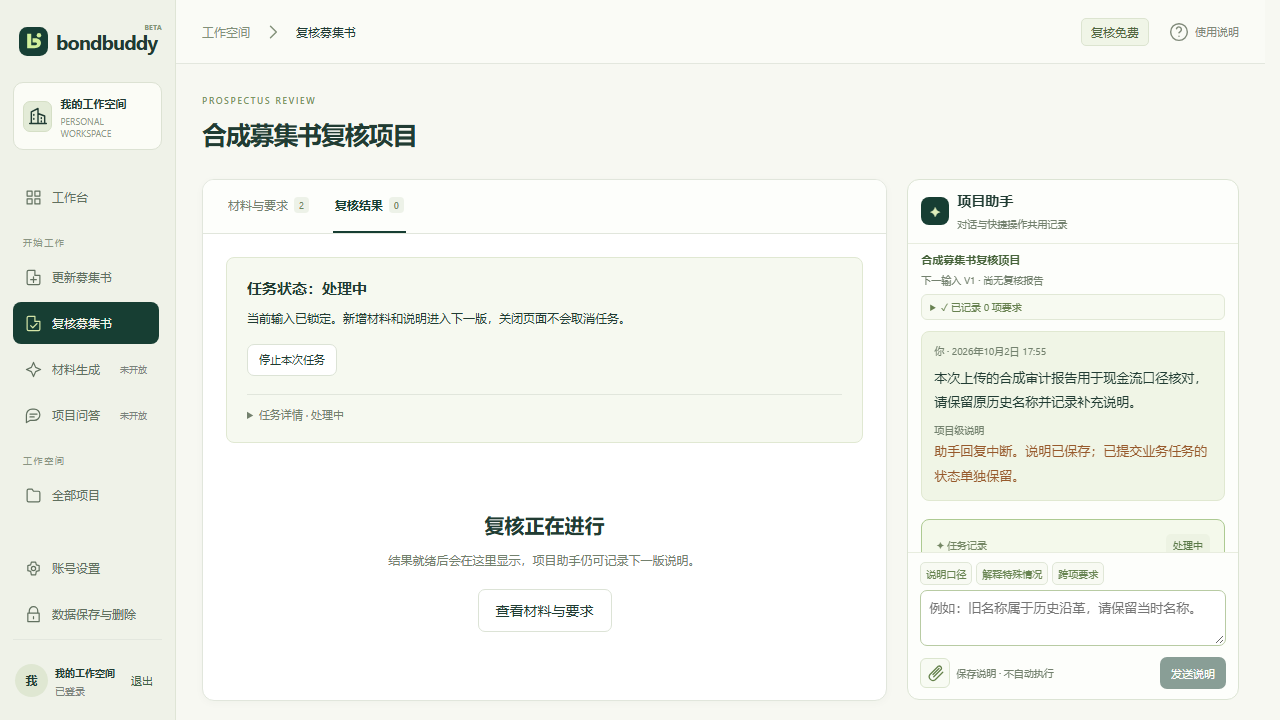 bondbuddy
BETA
我的工作空间
PERSONAL
WORKSPACE
工作台
开始工作
更新募集书
复核募集书
材料生成
未开放
项目问答
未开放
工作空间
全部项目
账号设置
数据保存与删除
我
我的工作空间
已登录
退出
工作空间
复核募集书
复核免费
? 使用说明
PROSPECTUS REVIEW
合成募集书复核项目
材料与要求 2
复核结果 0
任务状态：处理中
当前输入已锁定。新增材料和说明进入下一版，关闭页面不会取消任务。
停止本次任务
▶ 任务详情 · 处理中
复核正在进行
结果就绪后会在这里显示，项目助手仍可记录下一版说明。
查看材料与要求
项目助手
对话与快捷操作共用记录
合成募集书复核项目
下一输入 V1 · 尚无复核报告
▶ ✓ 已记录 0 项要求
你 · 2026年10月2日 17:55
本次上传的合成审计报告用于现金流口径核对，
请保留原历史名称并记录补充说明。
项目级说明
助手回复中断。说明已保存；已提交业务任务的
状态单独保留。
✦ 任务记录
处理中
说明口径
解释特殊情况
跨项要求
例如：旧名称属于历史沿革，请保留当时名称。
保存说明 · 不自动执行
发送说明